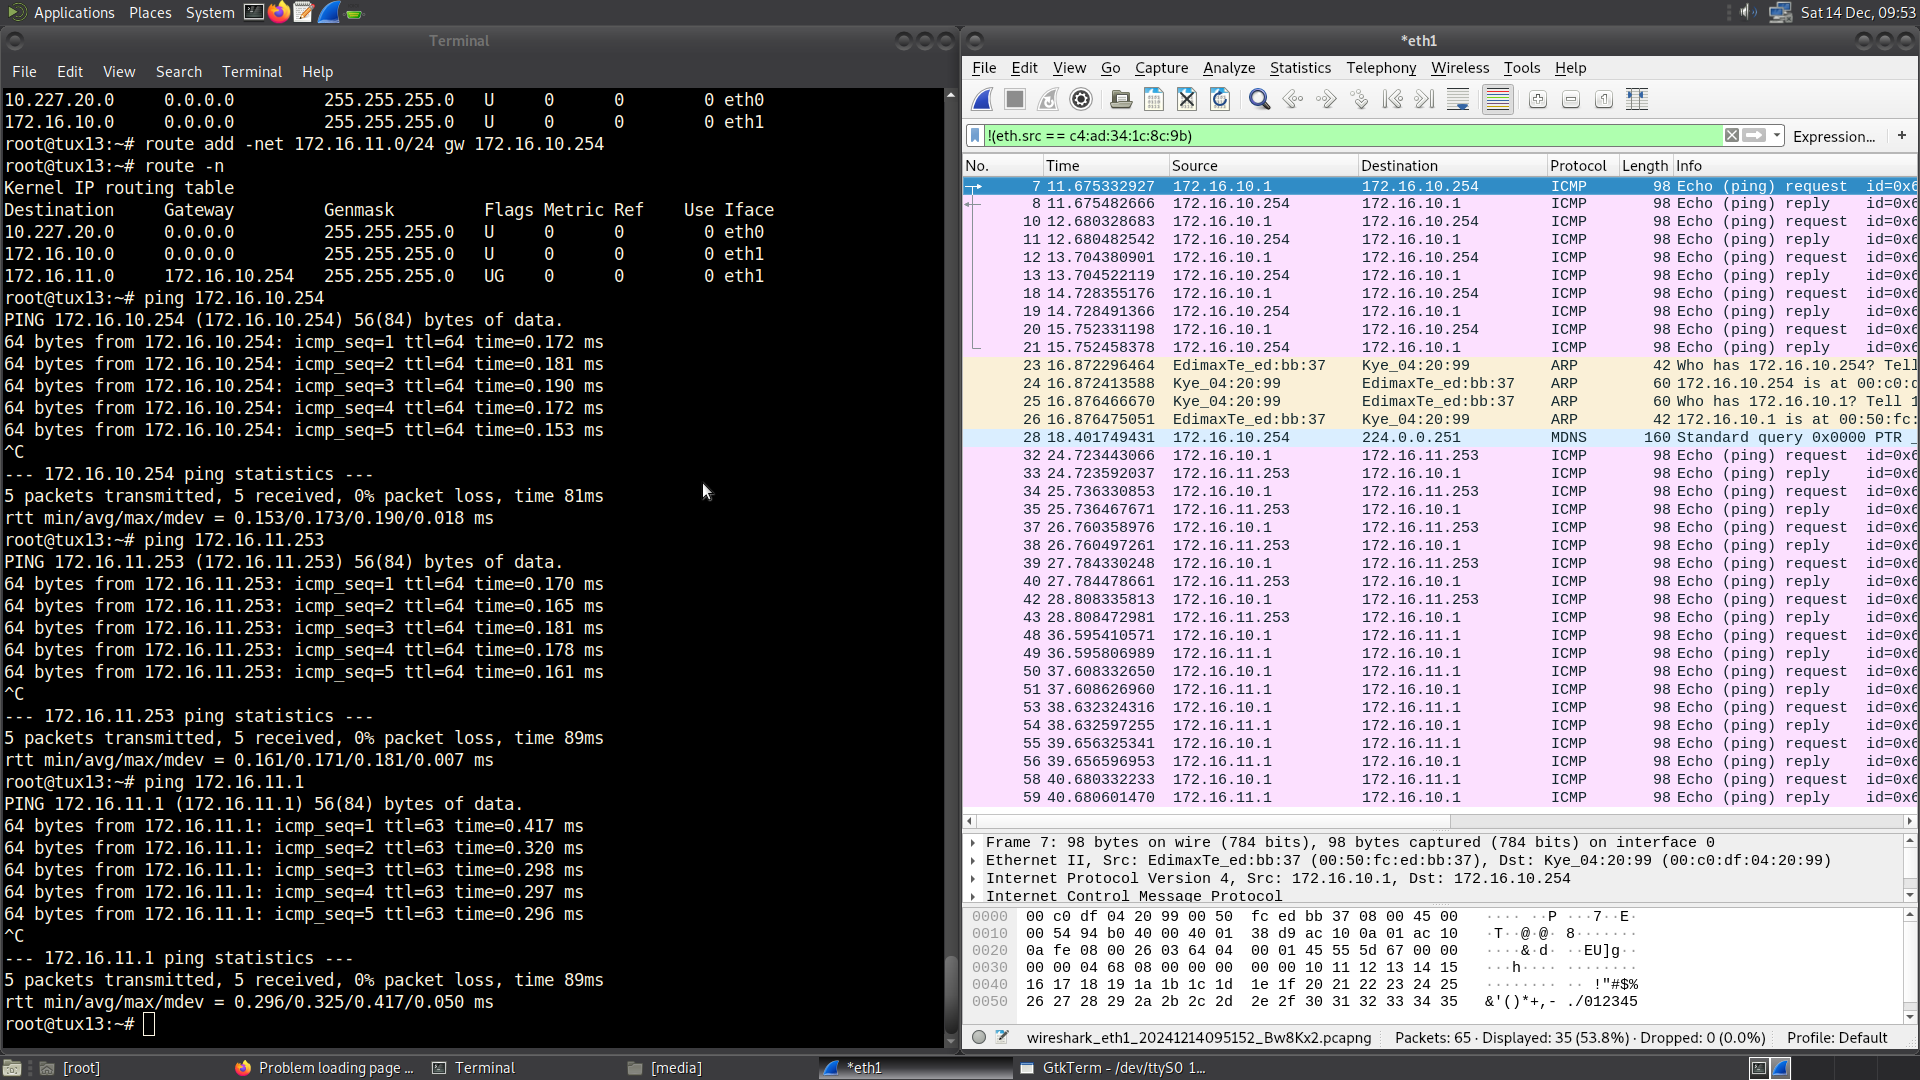 Applications Places System Sat 14 Dec, 09:53
Terminal
File Edit View Search Terminal Help
10.227.20.0 0.0.0.0 255.255.255.0 U 0 0 0 eth0
172.16.10.0 0.0.0.0 255.255.255.0 U 0 0 0 eth1
root@tux13:~# route add -net 172.16.11.0/24 gw 172.16.10.254
root@tux13:~# route -n
Kernel IP routing table
Destination Gateway Genmask Flags Metric Ref Use Iface
10.227.20.0 0.0.0.0 255.255.255.0 U 0 0 0 eth0
172.16.10.0 0.0.0.0 255.255.255.0 U 0 0 0 eth1
172.16.11.0 172.16.10.254 255.255.255.0 UG 0 0 0 eth1
root@tux13:~# ping 172.16.10.254
PING 172.16.10.254 (172.16.10.254) 56(84) bytes of data.
64 bytes from 172.16.10.254: icmp_seq=1 ttl=64 time=0.172 ms
64 bytes from 172.16.10.254: icmp_seq=2 ttl=64 time=0.181 ms
64 bytes from 172.16.10.254: icmp_seq=3 ttl=64 time=0.190 ms
64 bytes from 172.16.10.254: icmp_seq=4 ttl=64 time=0.172 ms
64 bytes from 172.16.10.254: icmp_seq=5 ttl=64 time=0.153 ms
^C
--- 172.16.10.254 ping statistics ---
5 packets transmitted, 5 received, 0% packet loss, time 81ms
rtt min/avg/max/mdev = 0.153/0.173/0.190/0.018 ms
root@tux13:~# ping 172.16.11.253
PING 172.16.11.253 (172.16.11.253) 56(84) bytes of data.
64 bytes from 172.16.11.253: icmp_seq=1 ttl=64 time=0.170 ms
64 bytes from 172.16.11.253: icmp_seq=2 ttl=64 time=0.165 ms
64 bytes from 172.16.11.253: icmp_seq=3 ttl=64 time=0.181 ms
64 bytes from 172.16.11.253: icmp_seq=4 ttl=64 time=0.178 ms
64 bytes from 172.16.11.253: icmp_seq=5 ttl=64 time=0.161 ms
^C
--- 172.16.11.253 ping statistics ---
5 packets transmitted, 5 received, 0% packet loss, time 89ms
rtt min/avg/max/mdev = 0.161/0.171/0.181/0.007 ms
root@tux13:~# ping 172.16.11.1
PING 172.16.11.1 (172.16.11.1) 56(84) bytes of data.
64 bytes from 172.16.11.1: icmp_seq=1 ttl=63 time=0.417 ms
64 bytes from 172.16.11.1: icmp_seq=2 ttl=63 time=0.320 ms
64 bytes from 172.16.11.1: icmp_seq=3 ttl=63 time=0.298 ms
64 bytes from 172.16.11.1: icmp_seq=4 ttl=63 time=0.297 ms
64 bytes from 172.16.11.1: icmp_seq=5 ttl=63 time=0.296 ms
^C
--- 172.16.11.1 ping statistics ---
5 packets transmitted, 5 received, 0% packet loss, time 89ms
rtt min/avg/max/mdev = 0.296/0.325/0.417/0.050 ms
root@tux13:~#
*eth1
File Edit View Go Capture Analyze Statistics Telephony Wireless Tools Help
!(eth.src == c4:ad:34:1c:8c:9b) Expression... +
No. Time Source Destination Protocol Length Info
7 11.675332927 172.16.10.1 172.16.10.254 ICMP 98 Echo (ping) request id=0x6
8 11.675482666 172.16.10.254 172.16.10.1 ICMP 98 Echo (ping) reply id=0x6
10 12.680328683 172.16.10.1 172.16.10.254 ICMP 98 Echo (ping) request id=0x6
11 12.680482542 172.16.10.254 172.16.10.1 ICMP 98 Echo (ping) reply id=0x6
12 13.704380901 172.16.10.1 172.16.10.254 ICMP 98 Echo (ping) request id=0x6
13 13.704522119 172.16.10.254 172.16.10.1 ICMP 98 Echo (ping) reply id=0x6
18 14.728355176 172.16.10.1 172.16.10.254 ICMP 98 Echo (ping) request id=0x6
19 14.728491366 172.16.10.254 172.16.10.1 ICMP 98 Echo (ping) reply id=0x6
20 15.752331198 172.16.10.1 172.16.10.254 ICMP 98 Echo (ping) request id=0x6
21 15.752458378 172.16.10.254 172.16.10.1 ICMP 98 Echo (ping) reply id=0x6
23 16.872296464 EdimaxTe_ed:bb:37 Kye_04:20:99 ARP 42 Who has 172.16.10.254? Tell
24 16.872413588 Kye_04:20:99 EdimaxTe_ed:bb:37 ARP 60 172.16.10.254 is at 00:c0:d
25 16.876466670 Kye_04:20:99 EdimaxTe_ed:bb:37 ARP 60 Who has 172.16.10.1? Tell 1
26 16.876475051 EdimaxTe_ed:bb:37 Kye_04:20:99 ARP 42 172.16.10.1 is at 00:50:fc:
28 18.401749431 172.16.10.254 224.0.0.251 MDNS 160 Standard query 0x0000 PTR _
32 24.723443066 172.16.10.1 172.16.11.253 ICMP 98 Echo (ping) request id=0x6
33 24.723592037 172.16.11.253 172.16.10.1 ICMP 98 Echo (ping) reply id=0x6
34 25.736330853 172.16.10.1 172.16.11.253 ICMP 98 Echo (ping) request id=0x6
35 25.736467671 172.16.11.253 172.16.10.1 ICMP 98 Echo (ping) reply id=0x6
37 26.760358976 172.16.10.1 172.16.11.253 ICMP 98 Echo (ping) request id=0x6
38 26.760497261 172.16.11.253 172.16.10.1 ICMP 98 Echo (ping) reply id=0x6
39 27.784330248 172.16.10.1 172.16.11.253 ICMP 98 Echo (ping) request id=0x6
40 27.784478661 172.16.11.253 172.16.10.1 ICMP 98 Echo (ping) reply id=0x6
42 28.808335813 172.16.10.1 172.16.11.253 ICMP 98 Echo (ping) request id=0x6
43 28.808472981 172.16.11.253 172.16.10.1 ICMP 98 Echo (ping) reply id=0x6
48 36.595410571 172.16.10.1 172.16.11.1 ICMP 98 Echo (ping) request id=0x6
49 36.595806989 172.16.11.1 172.16.10.1 ICMP 98 Echo (ping) reply id=0x6
50 37.608332650 172.16.10.1 172.16.11.1 ICMP 98 Echo (ping) request id=0x6
51 37.608626960 172.16.11.1 172.16.10.1 ICMP 98 Echo (ping) reply id=0x6
53 38.632324316 172.16.10.1 172.16.11.1 ICMP 98 Echo (ping) request id=0x6
54 38.632597255 172.16.11.1 172.16.10.1 ICMP 98 Echo (ping) reply id=0x6
55 39.656325341 172.16.10.1 172.16.11.1 ICMP 98 Echo (ping) request id=0x6
56 39.656596953 172.16.11.1 172.16.10.1 ICMP 98 Echo (ping) reply id=0x6
58 40.680332233 172.16.10.1 172.16.11.1 ICMP 98 Echo (ping) request id=0x6
59 40.680601470 172.16.11.1 172.16.10.1 ICMP 98 Echo (ping) reply id=0x6
Frame 7: 98 bytes on wire (784 bits), 98 bytes captured (784 bits) on interface 0
Ethernet II, Src: EdimaxTe_ed:bb:37 (00:50:fc:ed:bb:37), Dst: Kye_04:20:99 (00:c0:df:04:20:99)
Internet Protocol Version 4, Src: 172.16.10.1, Dst: 172.16.10.254
Internet Control Message Protocol
0000 00 c0 df 04 20 99 00 50 fc ed bb 37 08 00 45 00 ···· ··P ···7··E·
0010 00 54 94 b0 40 00 40 01 38 d9 ac 10 0a 01 ac 10 ·T··@·@· 8·······
0020 0a fe 08 00 26 03 64 04 00 01 45 55 5d 67 00 00 ····&·d· ··EU]g··
0030 00 00 04 68 08 00 00 00 00 00 10 11 12 13 14 15 ···h···· ········
0040 16 17 18 19 1a 1b 1c 1d 1e 1f 20 21 22 23 24 25 ········ ·· !"#$%
0050 26 27 28 29 2a 2b 2c 2d 2e 2f 30 31 32 33 34 35 &'()*+,- ./012345
wireshark_eth1_20241214095152_Bw8Kx2.pcapng Packets: 65 · Displayed: 35 (53.8%) · Dropped: 0 (0.0%) Profile: Default
[root] Problem loading page ... Terminal [media] *eth1 GtkTerm - /dev/ttyS0 1...